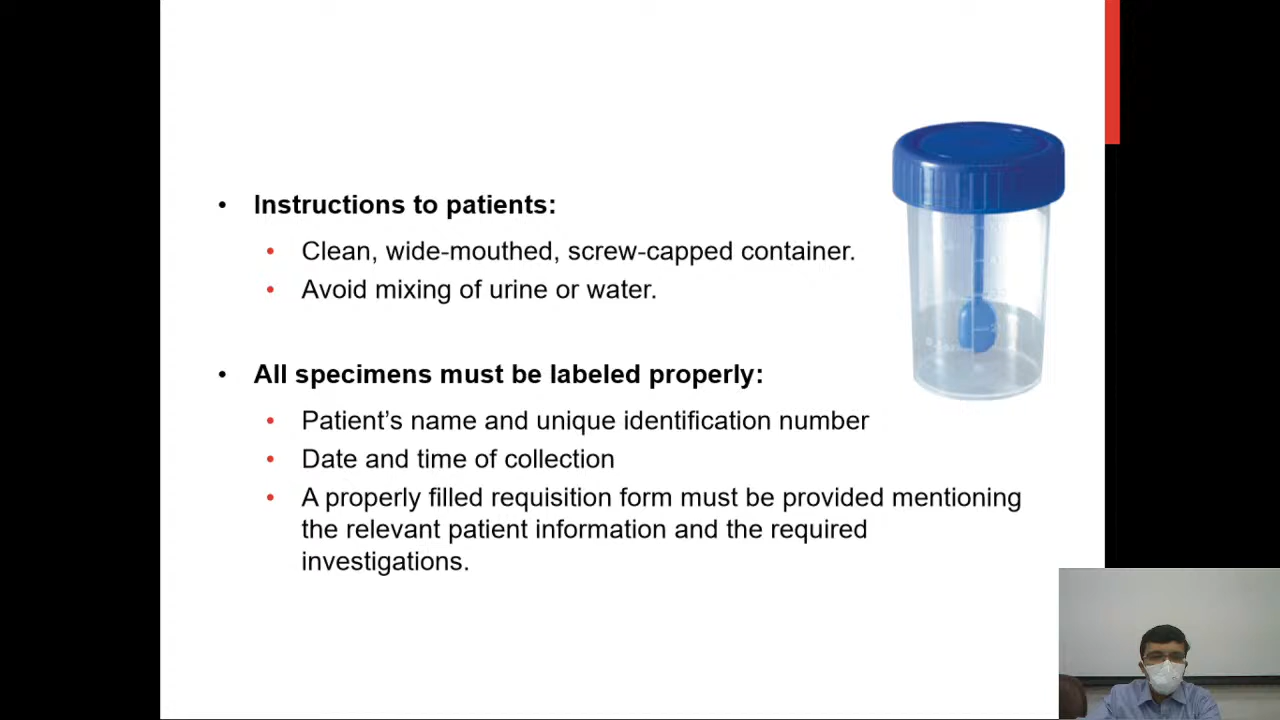 • Instructions to patients:
• Clean, wide-mouthed, screw-capped container.
• Avoid mixing of urine or water.
• All specimens must be labeled properly:
• Patient’s name and unique identification number
• Date and time of collection
• A properly filled requisition form must be provided mentioning
the relevant patient information and the required
investigations.